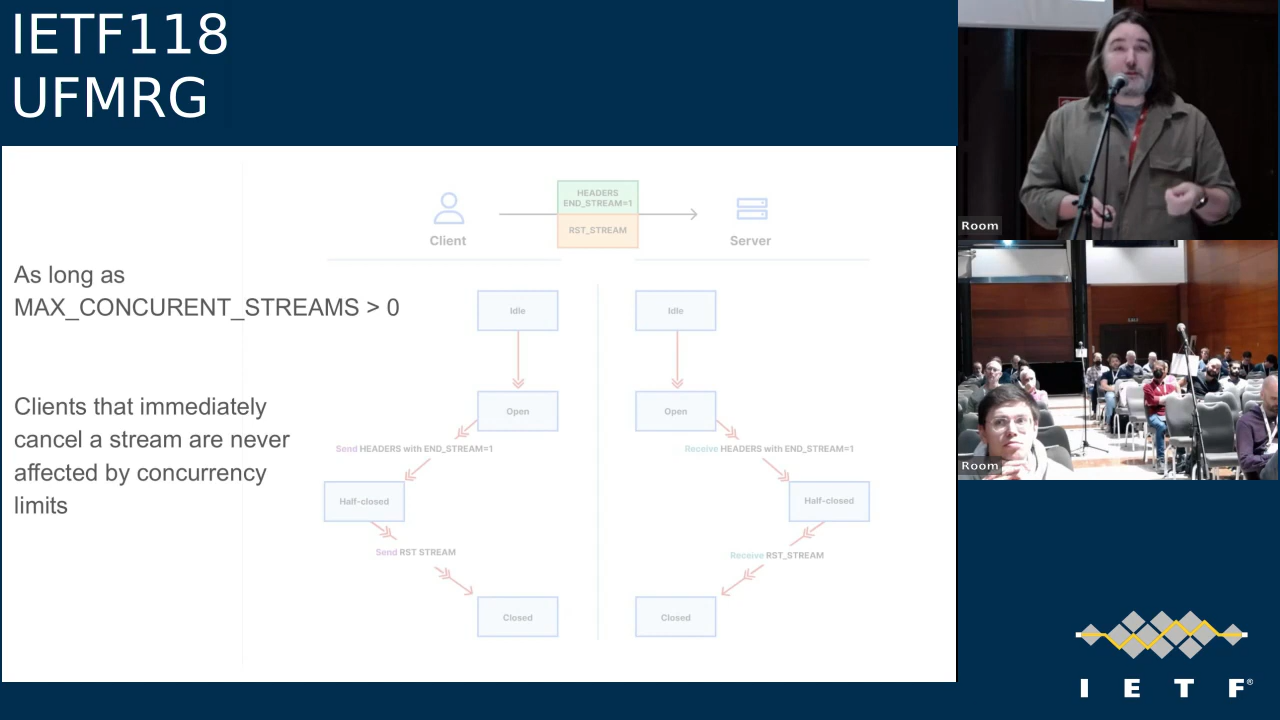 IETF118
UFMRG
As long as
MAX_CONCURENT_STREAMS > 0
Clients that immediately
cancel a stream are never
affected by concurrency
limits
HEADERS
END_STREAM=1
RST_STREAM
Client
Server
Idle
Idle
Open
Open
Send HEADERS with END_STREAM=1
Receive HEADERS with END_STREAM=1
Half-closed
Half-closed
Send RST STREAM
Receive RST_STREAM
Closed
Closed
Room
Room
I E T F®